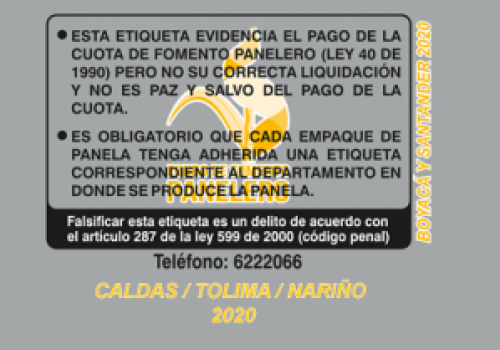 ● ESTA ETIQUETA EVIDENCIA EL PAGO DE LA
CUOTA DE FOMENTO PANELERO (LEY 40 DE
1990) PERO NO SU CORRECTA LIQUIDACIÓN
Y NO ES PAZ Y SALVO DEL PAGO DE LA
CUOTA.
● ES OBLIGATORIO QUE CADA EMPAQUE DE
PANELA TENGA ADHERIDA UNA ETIQUETA
CORRESPONDIENTE AL DEPARTAMENTO EN
DONDE SE PRODUCE LA PANELA.
PANELERO
Falsificar esta etiqueta es un delito de acuerdo con
el artículo 287 de la ley 599 de 2000 (código penal)
BOYACÁ Y SANTANDER 2020
Teléfono: 6222066
CALDAS / TOLIMA / NARIÑO
2020